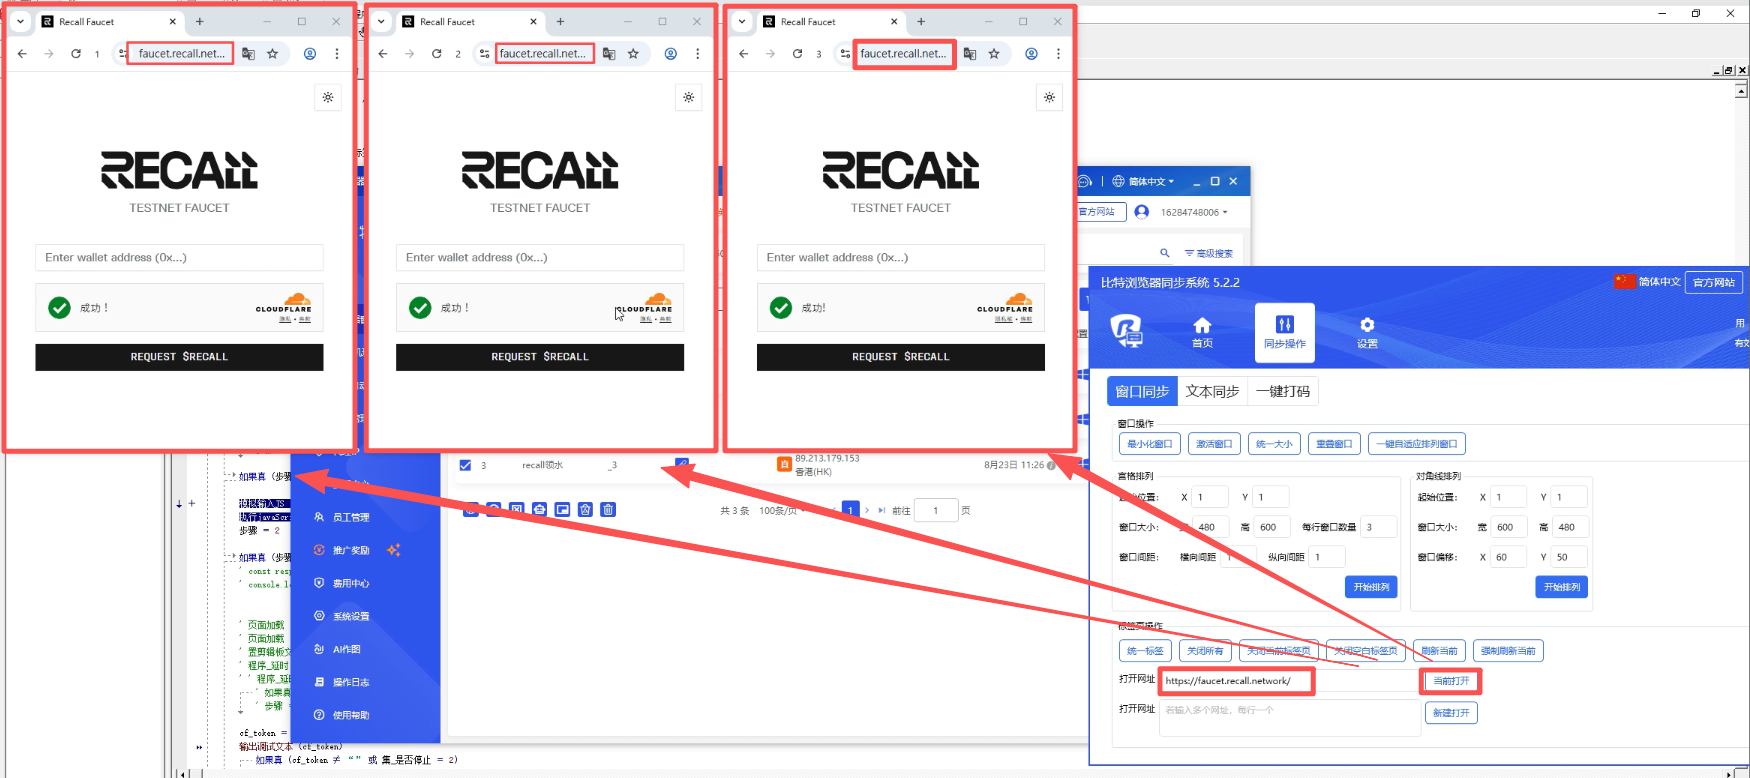 Recall Faucet
1
faucet.recall.net...
RECALL
TESTNET FAUCET
Enter wallet address (0x...)
成功！
CLOUDFLARE
REQUEST $RECALL
Recall Faucet
2
faucet.recall.net...
RECALL
TESTNET FAUCET
Enter wallet address (0x...)
成功！
CLOUDFLARE
REQUEST $RECALL
Recall Faucet
3
faucet.recall.net...
RECALL
TESTNET FAUCET
Enter wallet address (0x...)
成功!
CLOUDFLARE
REQUEST $RECALL
简体中文
官方网站
16284748006
高级搜索
3
recall领水
_3
89.213.179.153
香港(HK)
8月23日 11:26
共 3 条
100条/页
1
前往
1
页
员工管理
推广奖励
费用中心
系统设置
AI作图
操作日志
使用帮助
如果真 (步骤
步骤 = 2
如果真 (步骤
' const resp
' console.l
' 页面加载
' 页面加载
' 置剪辑板文
' 程序_延时
' ' 程序_延
' 如果真
' 步骤
cf_token =
输出调试文本 (cf_token)
如果真 (cf_token ≠ “” 或 集_是否停止 = 2)
比特浏览器同步系统 5.2.2
简体中文
官方网站
首页
同步操作
设置
窗口同步
文本同步
一键打码
窗口操作
最小化窗口
激活窗口
统一大小
重叠窗口
一键自适应排列窗口
宫格排列
起始位置:
X
1
Y
1
窗口大小:
480
高
600
每行窗口数量
3
窗口间距:
横向间距
1
纵向间距
1
开始排列
对角线排列
起始位置:
X
1
Y
1
窗口大小:
宽
600
高
480
窗口偏移:
X
60
Y
50
开始排列
标签页操作
统一标签
关闭所有
关闭当前标签页
关闭空白标签页
刷新当前
强制刷新当前
打开网址
https://faucet.recall.network/
当前打开
打开网址
若输入多个网址，每行一个
新建打开